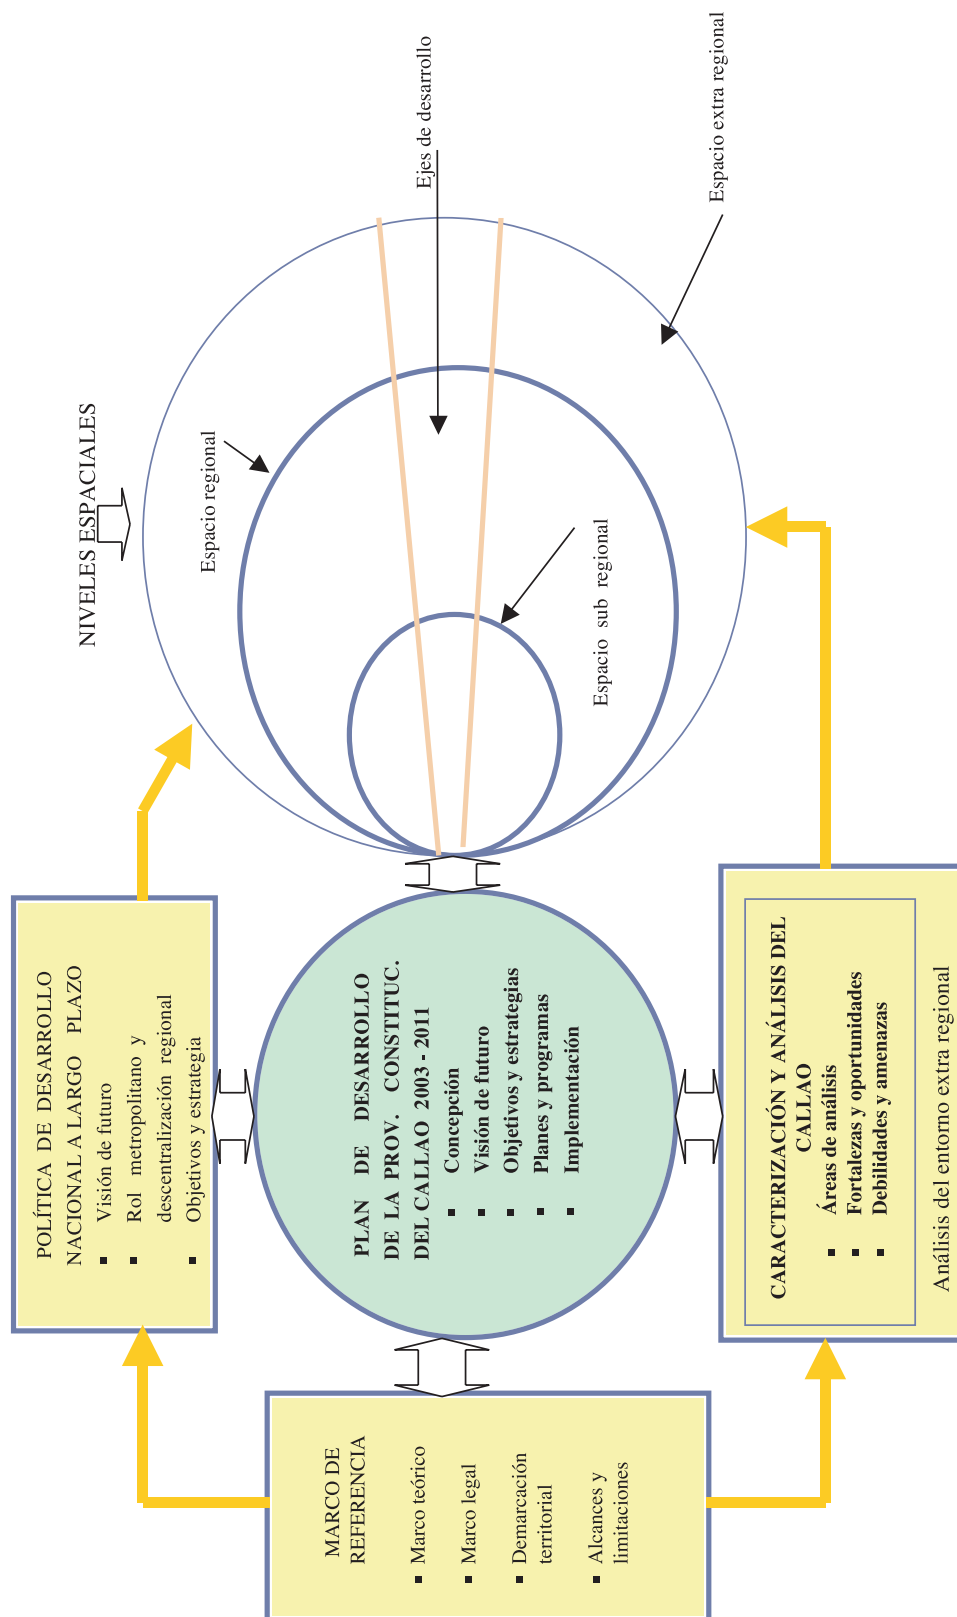 MARCO DE
REFERENCIA
▪ Marco teórico
▪ Marco legal
▪ Demarcación
territorial
▪ Alcances y
limitaciones
POLÍTICA DE DESARROLLO
NACIONAL A LARGO PLAZO
▪ Visión de futuro
▪ Rol metropolitano y
descentralización regional
▪ Objetivos y estrategia
PLAN DE DESARROLLO
DE LA PROV. CONSTITUC.
DEL CALLAO 2003 - 2011
▪ Concepción
▪ Visión de futuro
▪ Objetivos y estrategias
▪ Planes y programas
▪ Implementación
CARACTERIZACIÓN Y ANÁLISIS DEL
CALLAO
▪ Áreas de análisis
▪ Fortalezas y oportunidades
▪ Debilidades y amenazas
Análisis del entorno extra regional
NIVELES ESPACIALES
Espacio regional
Espacio sub regional
Ejes de desarrollo
Espacio extra regional